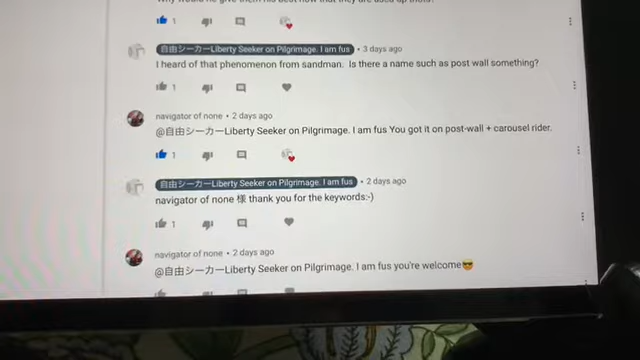 自由シーカーLiberty Seeker on Pilgrimage. I am fus • 3 days ago
I heard of that phenomenon from sandman. Is there a name such as post wall something?
1
navigator of none • 2 days ago
@自由シーカーLiberty Seeker on Pilgrimage. I am fus You got it on post-wall + carousel rider.
1
自由シーカーLiberty Seeker on Pilgrimage. I am fus • 2 days ago
navigator of none 様 thank you for the keywords:-)
1
navigator of none • 2 days ago
@自由シーカーLiberty Seeker on Pilgrimage. I am fus you're welcome😎